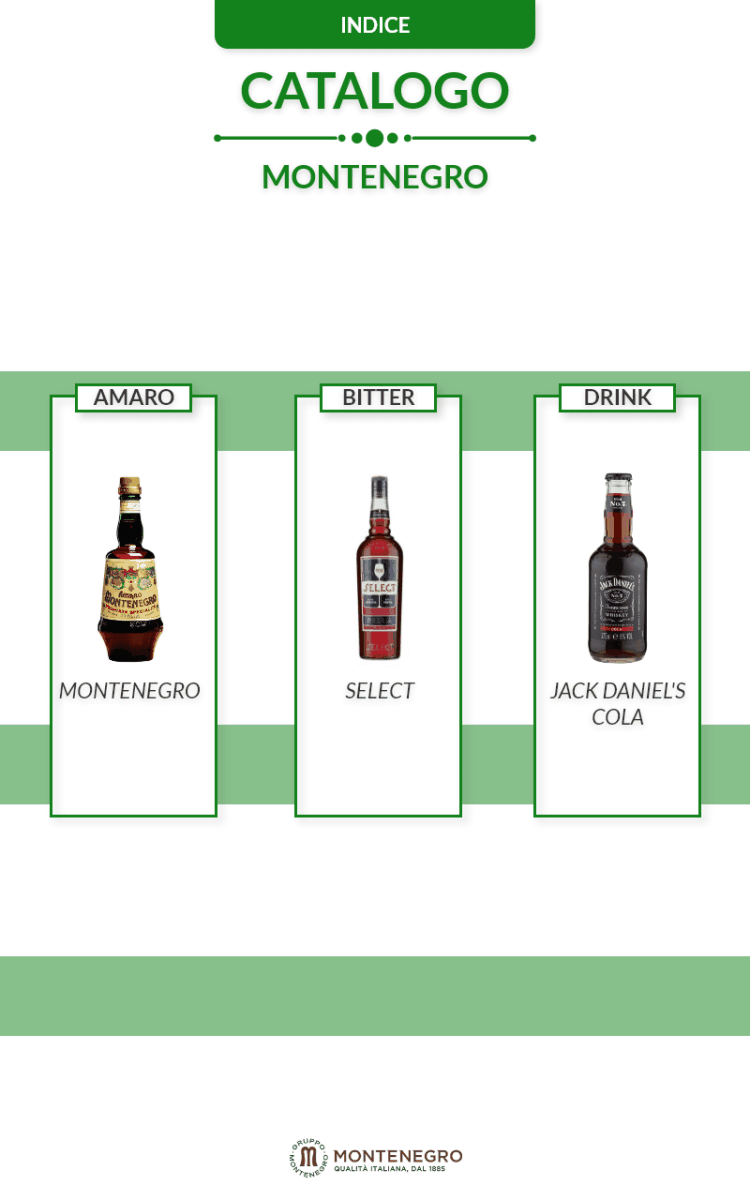 INDICE
CATALOGO
MONTENEGRO
AMARO
BITTER
DRINK
AMARO
MONTENEGRO
SELECT
SELECT
JACK DANIEL'S
No.7
WHISKEY
COLA
MONTENEGRO
SELECT
JACK DANIEL'S
COLA
GRUPPO
MONTENEGRO
MONTENEGRO
QUALITÀ ITALIANA, DAL 1885